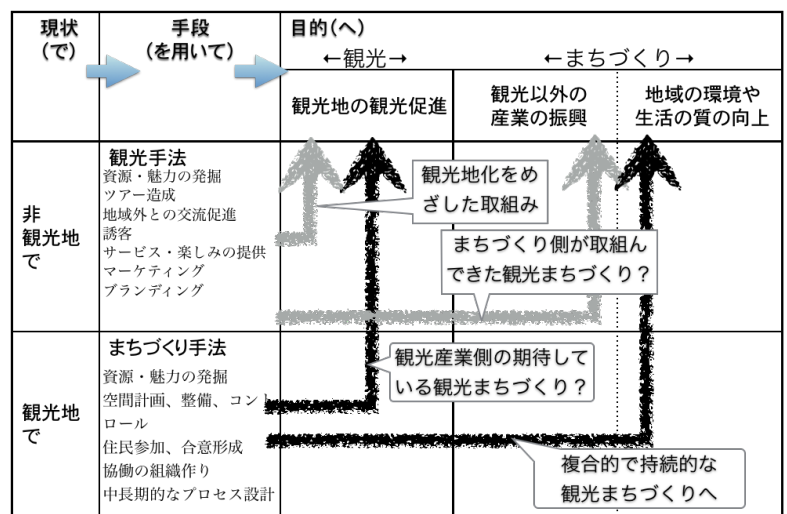 現状
(で)
手段
(を用いて)
目的(へ)
←観光→
←まちづくり→
観光地の観光促進
観光以外の
産業の振興
地域の環境や
生活の質の向上
非
観光地
で
観光手法
資源・魅力の発掘
ツアー造成
地域外との交流促進
誘客
サービス・楽しみの提供
マーケティング
ブランディング
観光地化をめ
ざした取組み
まちづくり側が取組ん
できた観光まちづくり？
観光地
で
まちづくり手法
資源・魅力の発掘
空間計画、整備、コント
ロール
住民参加、合意形成
協働の組織作り
中長期的なプロセス設計
観光産業側の期待して
いる観光まちづくり？
複合的で持続的な
観光まちづくりへ